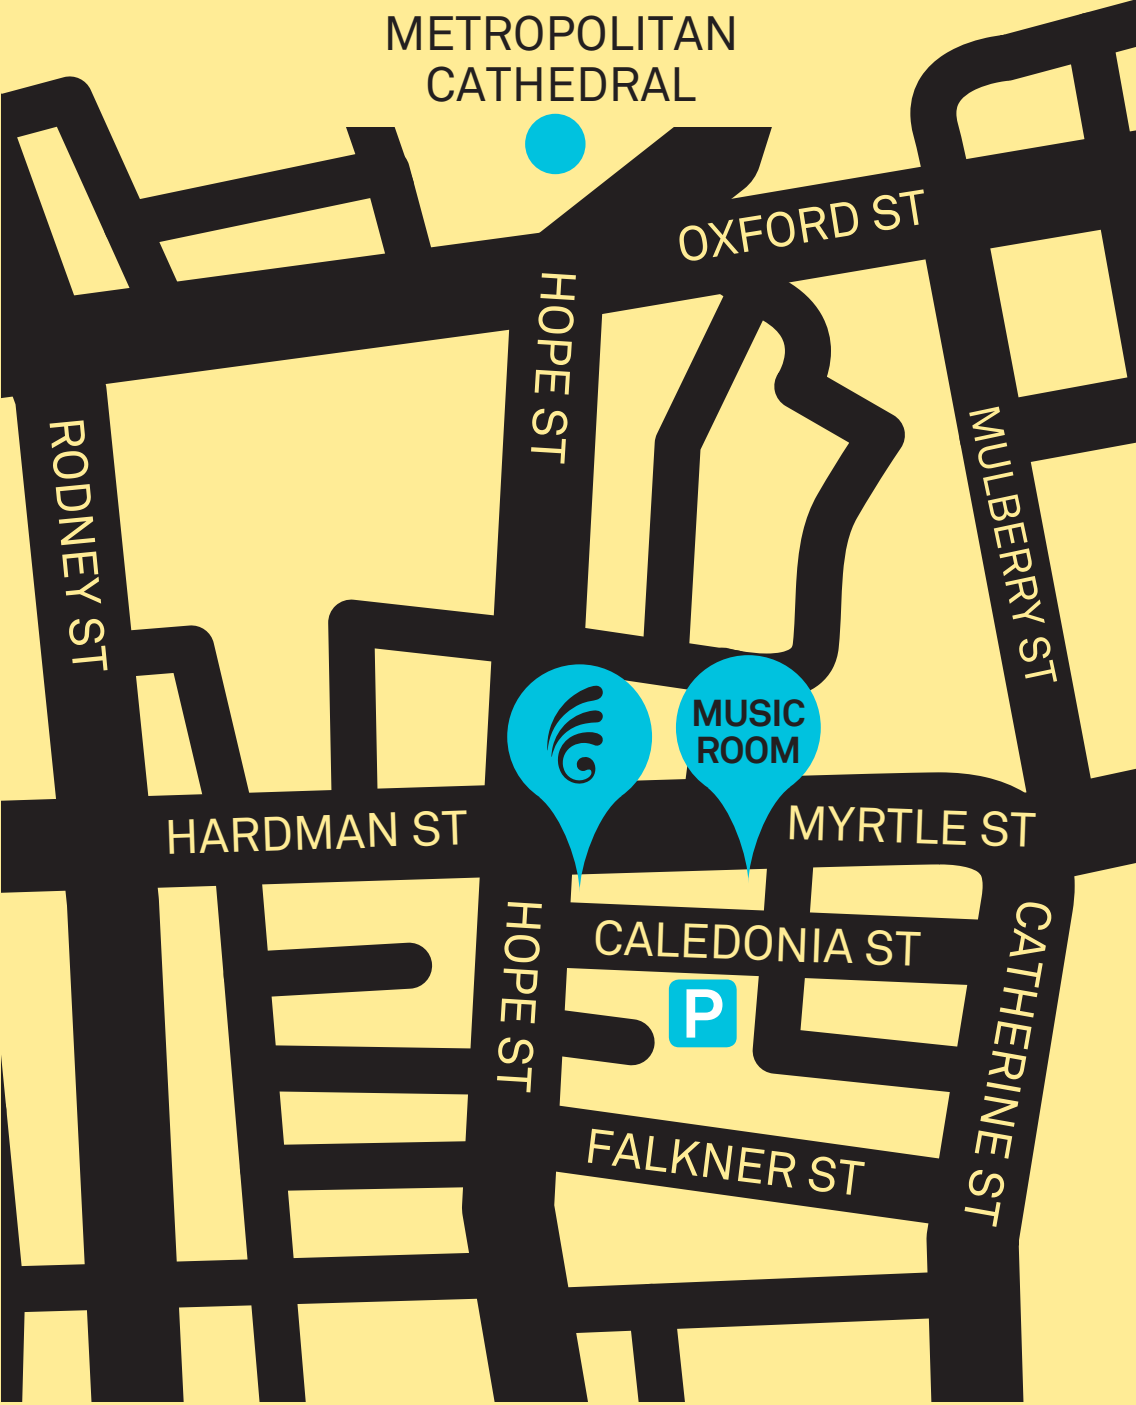 METROPOLITAN
CATHEDRAL
OXFORD ST
HOPE ST
RODNEY ST
MULBERRY ST
MUSIC
ROOM
HARDMAN ST
MYRTLE ST
HOPE ST
CALEDONIA ST
CATHERINE ST
P
FALKNER ST